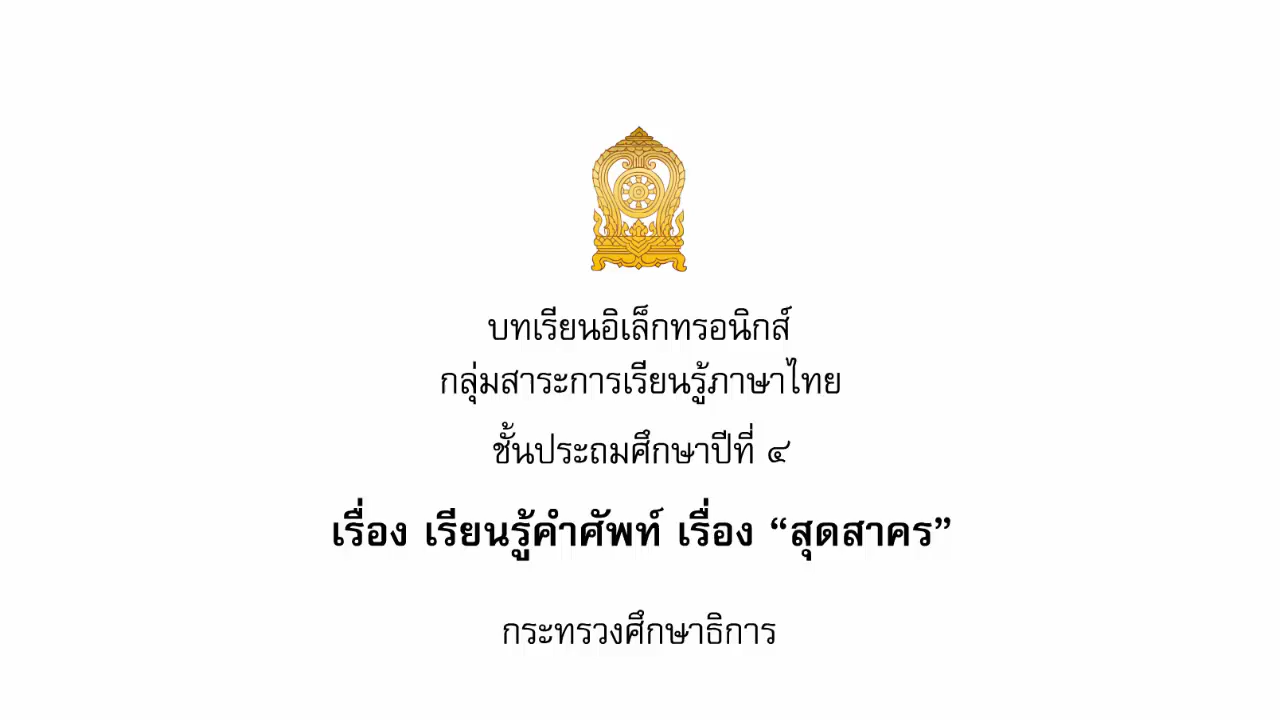 บทเรียนอิเล็กทรอนิกส์
กลุ่มสาระการเรียนรู้ภาษาไทย
ชั้นประถมศึกษาปีที่ ๔
เรื่อง เรียนรู้คำศัพท์ เรื่อง “สุดสาคร”
กระทรวงศึกษาธิการ